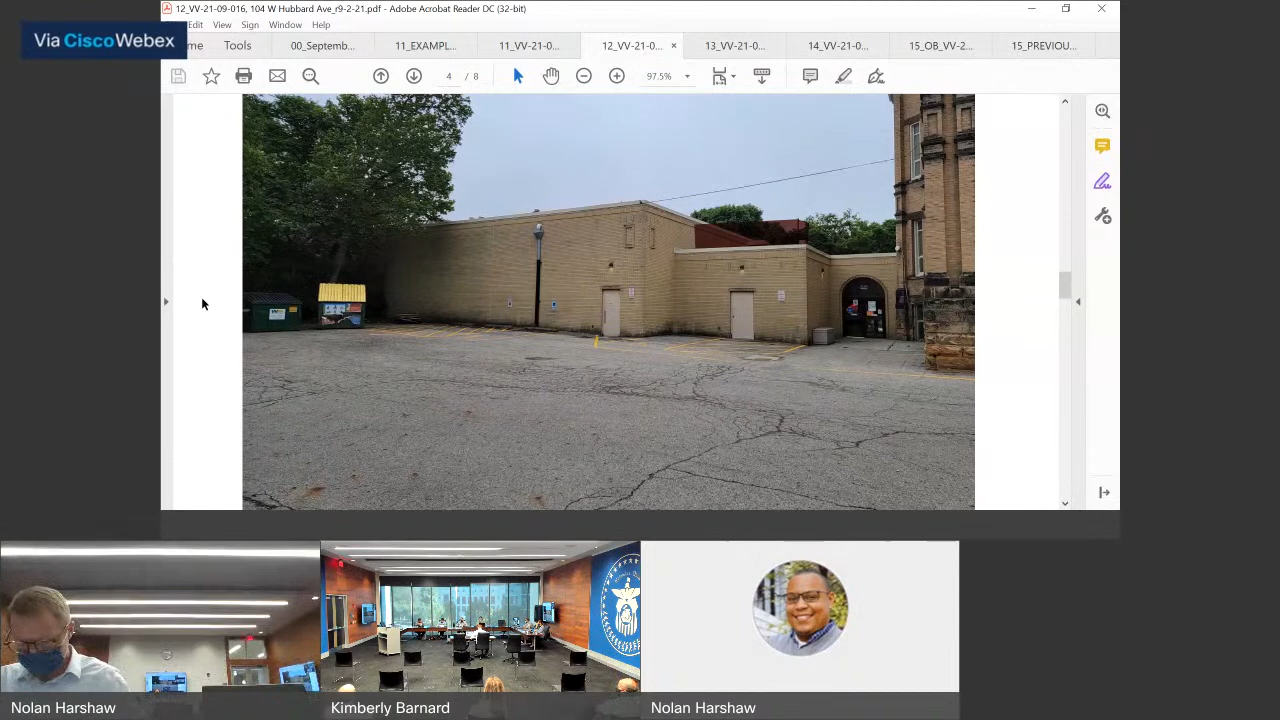 12_VV-21-09-016, 104 W Hubbard Ave_r9-2-21.pdf - Adobe Acrobat Reader DC (32-bit)
Edit View Sign Window Help
Via Cisco Webex
me Tools 00_Septemb... 11_EXAMPL... 11_VV-21-0... 12_VV-21-0... × 13_VV-21-0... 14_VV-21-0... 15_OB_VV-2... 15_PREVIOU...
4 / 8 97.5%
Nolan Harshaw
Kimberly Barnard
Nolan Harshaw